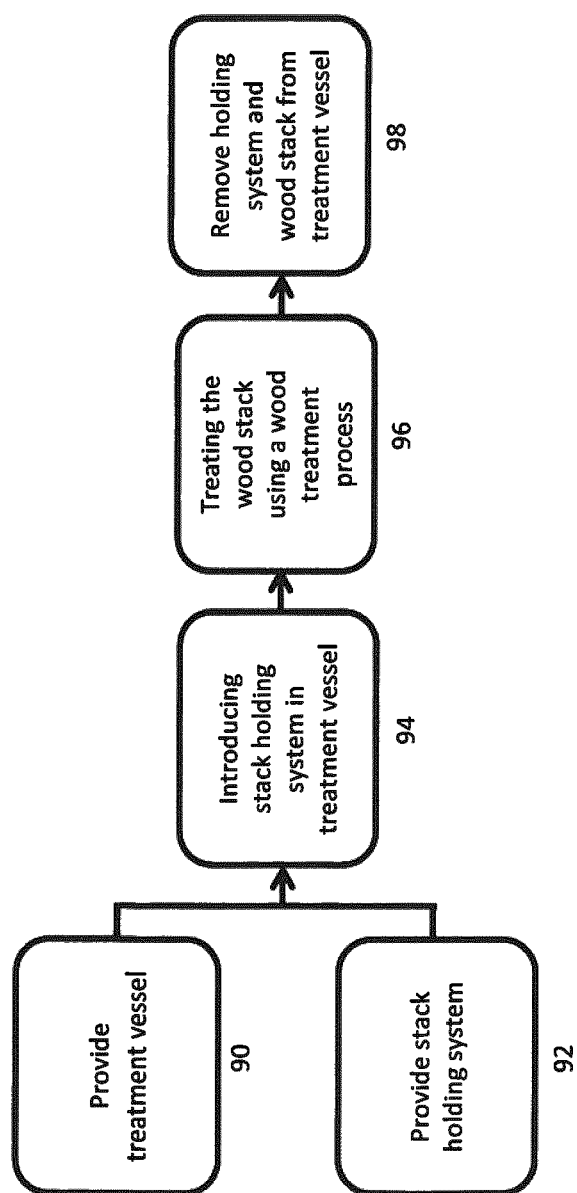 Provide
treatment vessel
90
Provide stack
holding system
92
Introducing
stack holding
system in
treatment vessel
94
Treating the
wood stack
using a wood
treatment
process
96
Remove holding
system and
wood stack from
treatment vessel
98